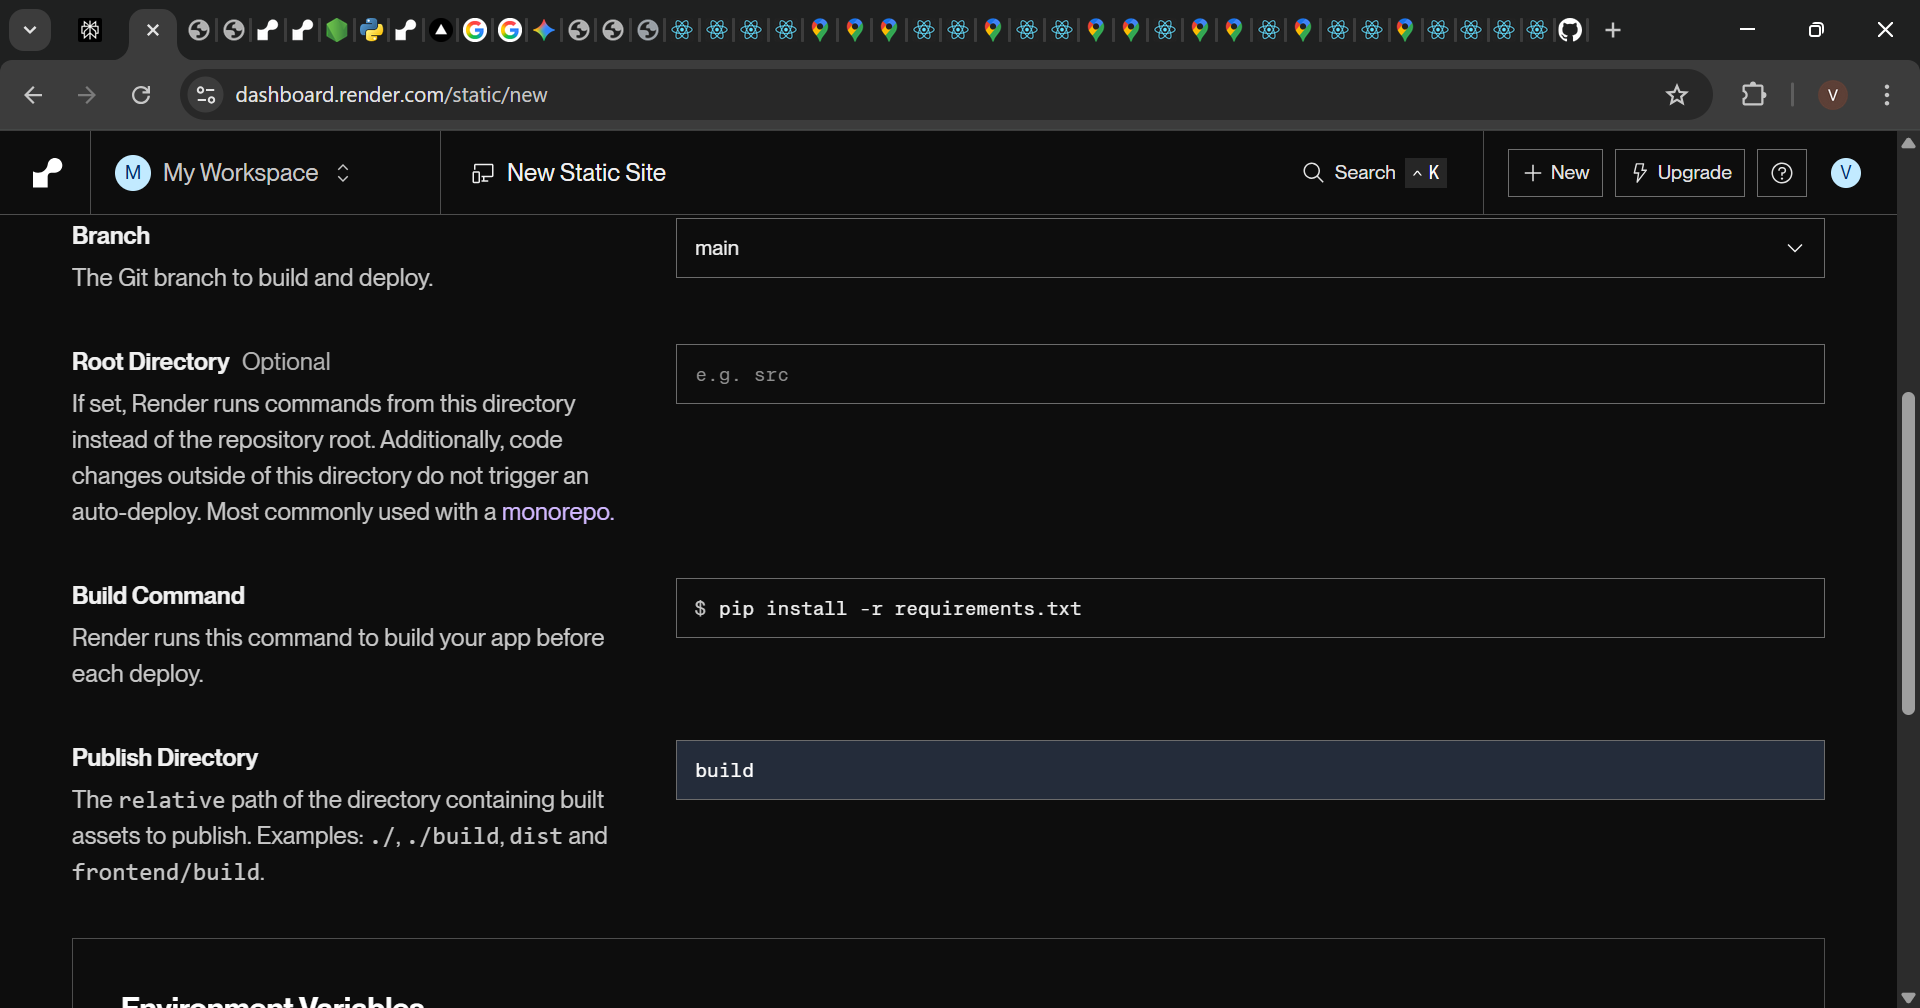 dashboard.render.com/static/new
V
M My Workspace
New Static Site
Search ^ K
+ New
Upgrade
V
Branch
The Git branch to build and deploy.
main
Root Directory Optional
If set, Render runs commands from this directory
instead of the repository root. Additionally, code
changes outside of this directory do not trigger an
auto-deploy. Most commonly used with a monorepo.
e.g. src
Build Command
Render runs this command to build your app before
each deploy.
$ pip install -r requirements.txt
Publish Directory
The relative path of the directory containing built
assets to publish. Examples: ./, ./build, dist and
frontend/build.
build
Environment Variables